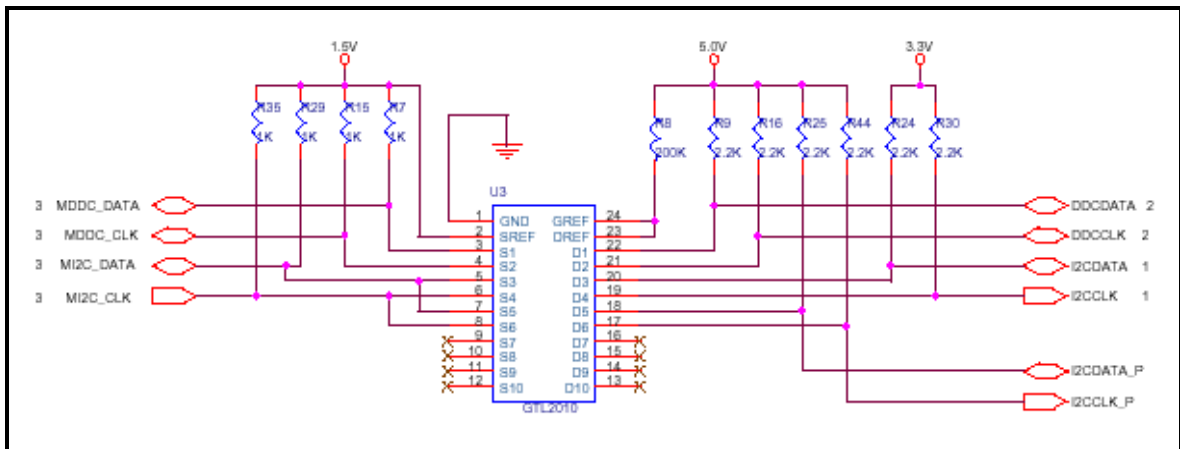 1.5V 5.0V 3.3V
R35 R29 R15 R7 R8 R9 R16 R25 R44 R24 R30
1K 1K 1K 1K 200K 2.2K 2.2K 2.2K 2.2K 2.2K 2.2K
U3
3 MDDC_DATA DDCDATA 2
1 GND GREF 24
3 MDDC_CLK 2 SREF DREF 23 DDCCLK 2
3 S1 D1 22
3 MI2C_DATA 4 S2 D2 21 I2CDATA 1
5 S3 D3 20
3 MI2C_CLK 6 S4 D4 19 I2CCLK 1
7 S5 D5 18
8 S6 D6 17
9 S7 D7 16
10 S8 D8 15
11 S9 D9 14
I2CDATA_P
12 S10 D10 13
GTL2010
I2CCLK_P